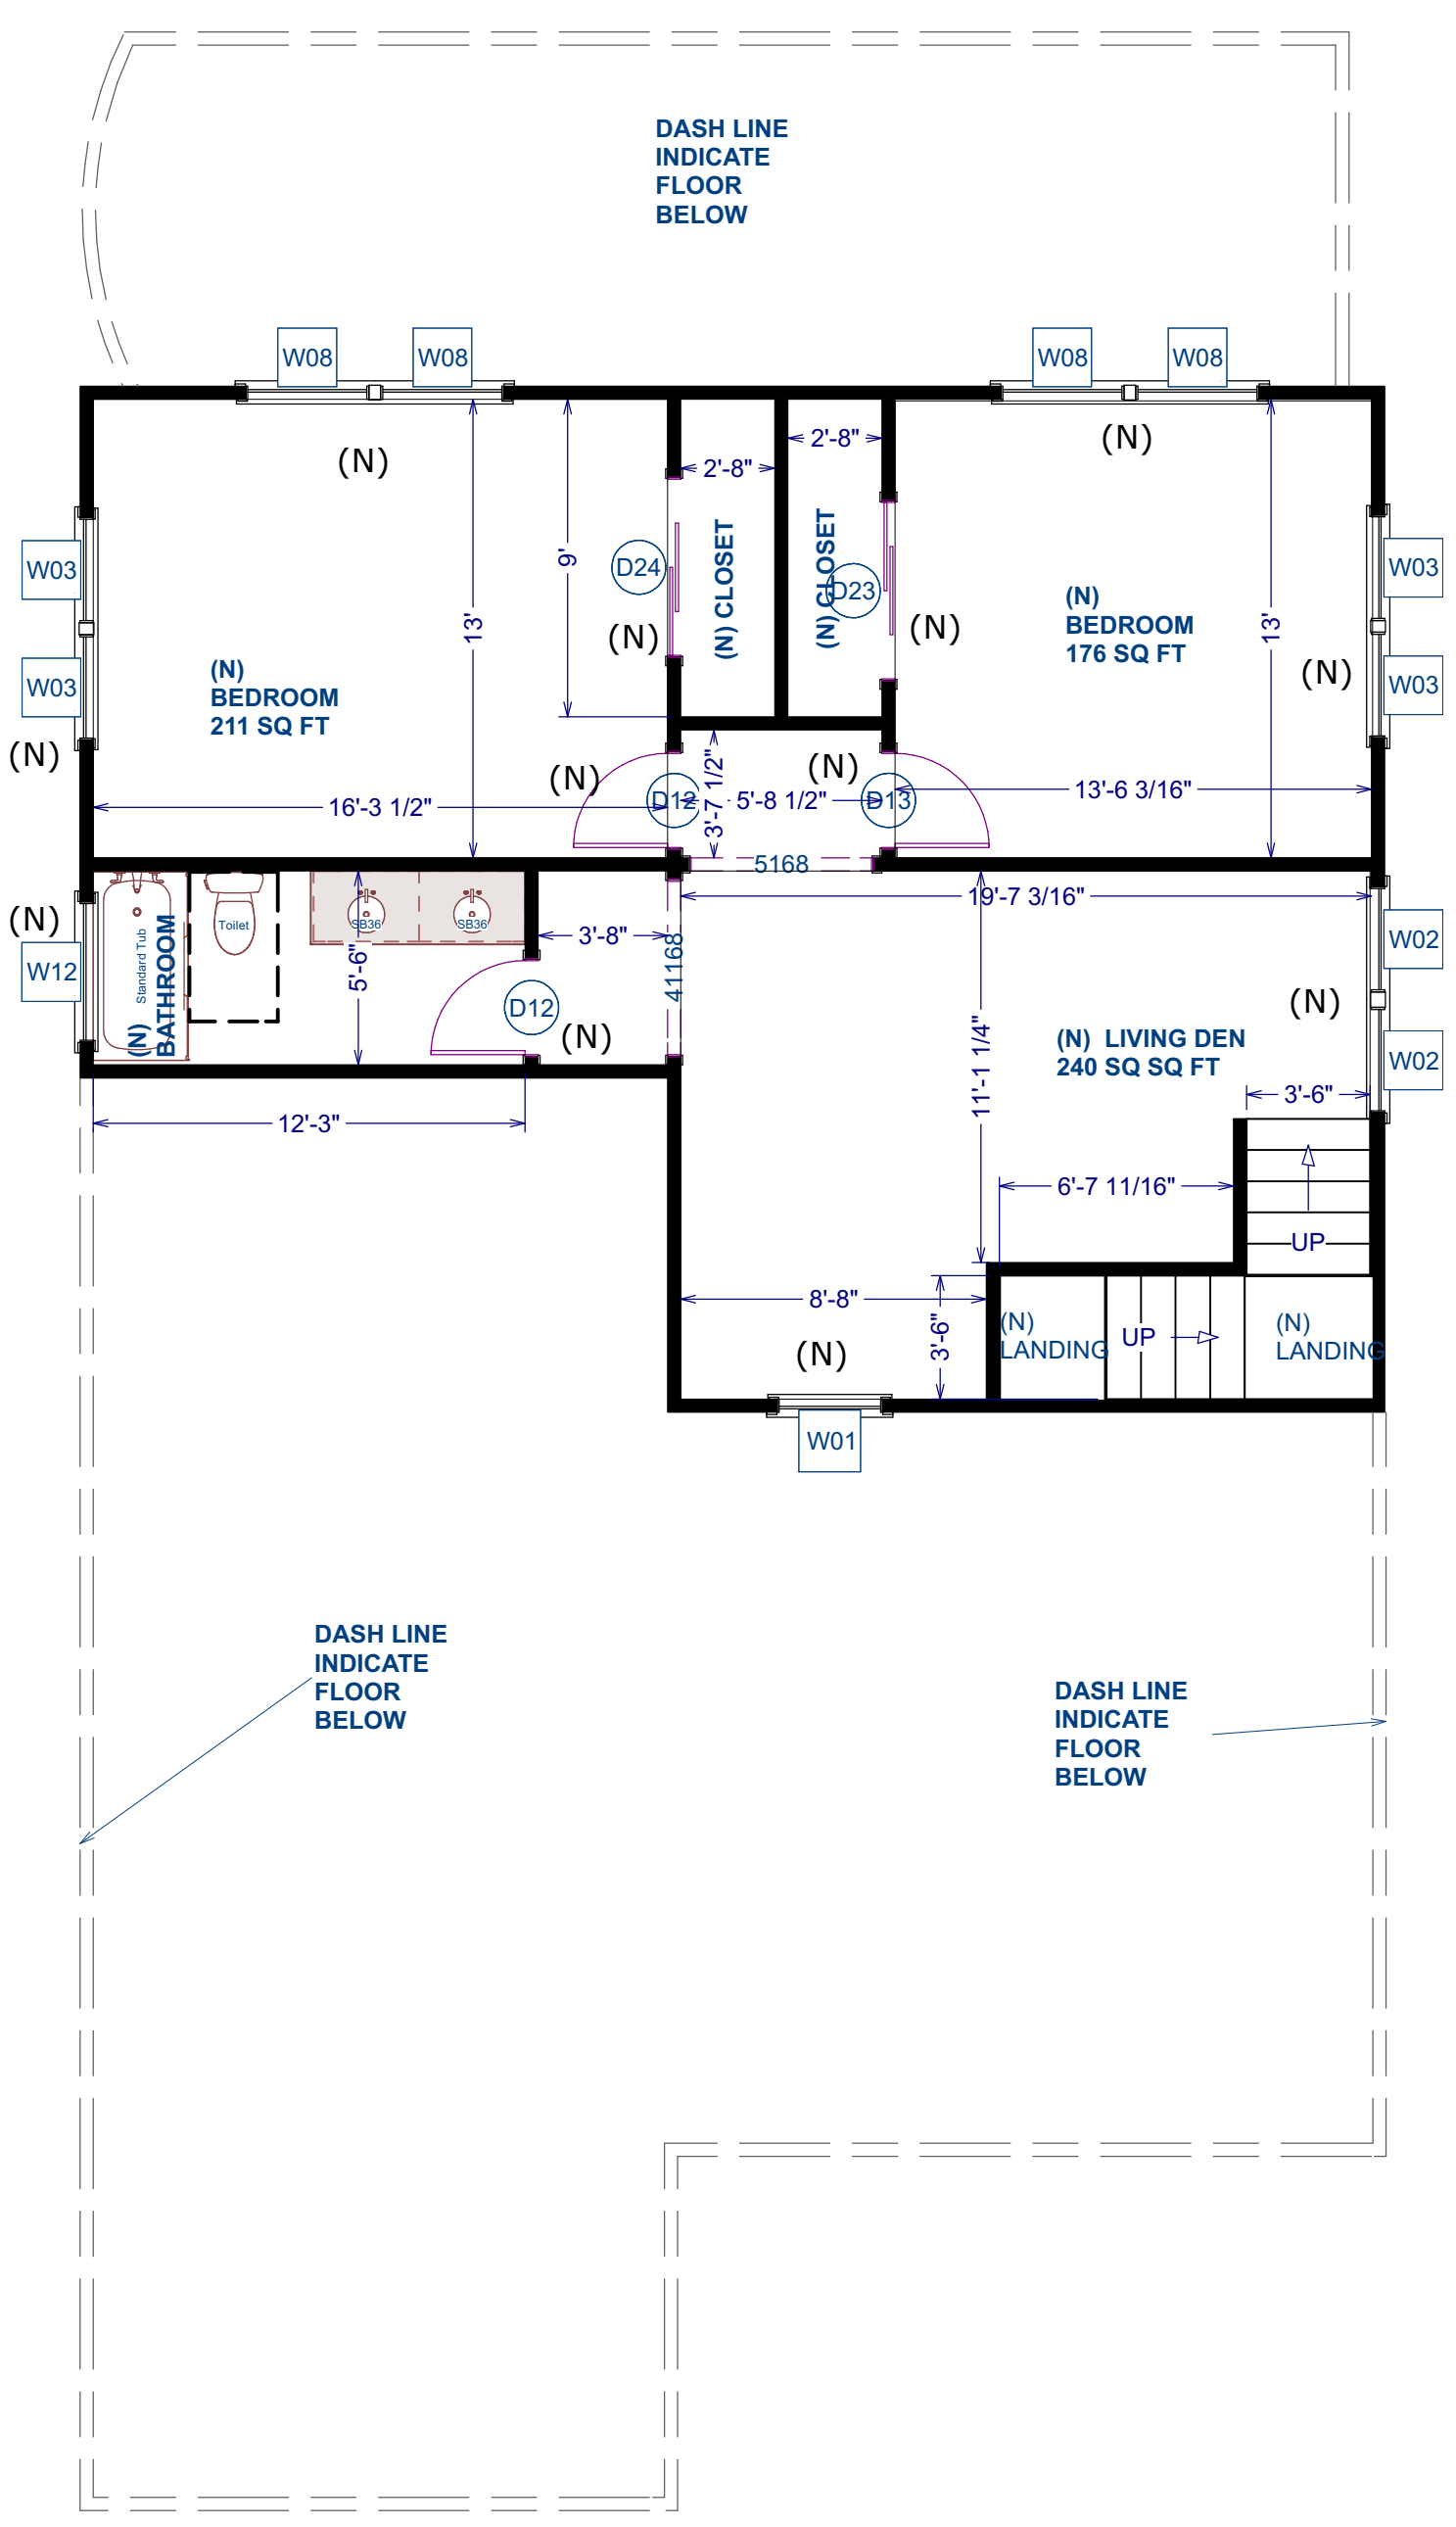 DASH LINE
INDICATE
FLOOR
BELOW
W08
W08
W08
W08
(N)
(N)
2'-8"
2'-8"
9'
13'
13'
W03
W03
W03
W03
D24
(N)
(N) CLOSET
(N) CLOSET
D23
(N)
(N)
BEDROOM
176 SQ FT
(N)
(N)
BEDROOM
211 SQ FT
(N)
(N)
(N)
16'-3 1/2"
D12
3'-7 1/2"
5'-8 1/2"
D13
13'-6 3/16"
5168
(N)
W12
Standard Tub
(N)
BATHROOM
Toilet
SB36
SB36
5'-6"
3'-8"
41168
D12
(N)
12'-3"
19'-7 3/16"
W02
W02
(N)
11'-1 1/4"
(N) LIVING DEN
240 SQ SQ FT
3'-6"
6'-7 11/16"
UP
8'-8"
3'-6"
(N)
LANDING
UP
(N)
LANDING
(N)
W01
DASH LINE
INDICATE
FLOOR
BELOW
DASH LINE
INDICATE
FLOOR
BELOW